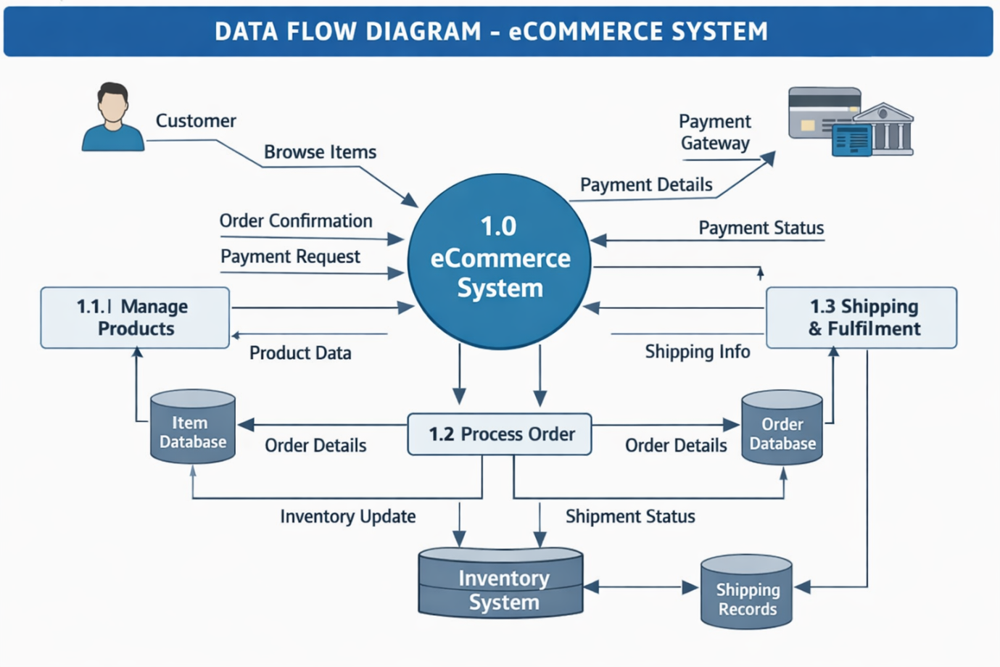 DATA FLOW DIAGRAM - eCOMMERCE SYSTEM
Customer
Browse Items
Payment
Gateway
Payment Details
Order Confirmation
Payment Request
1.0
eCommerce
System
Payment Status
1.1.| Manage
Products
Product Data
1.3 Shipping
& Fulfilment
Shipping Info
Item
Database
Order Details
1.2 Process Order
Order Details
Order
Database
Inventory Update
Shipment Status
Inventory
System
Shipping
Records